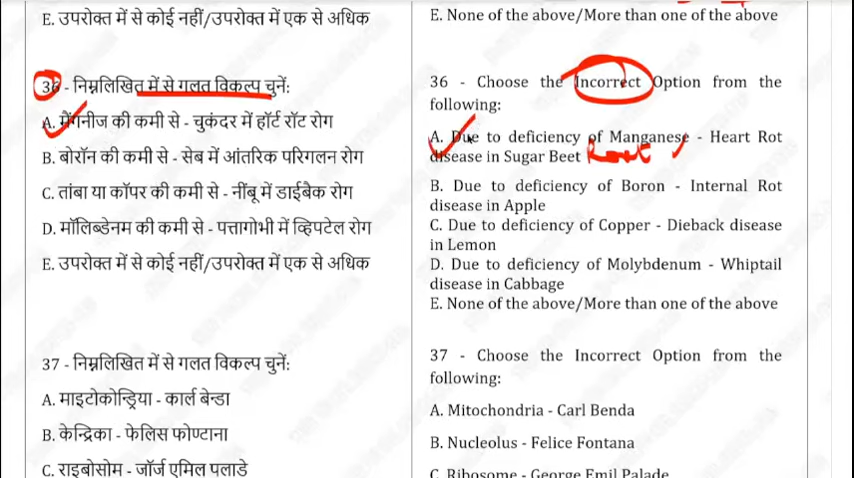 E. उपरोक्त में से कोई नहीं/उपरोक्त में एक से अधिक
36 - निम्नलिखित में से गलत विकल्प चुनें:
A. मैंगनीज की कमी से - चुकंदर में हॉर्ट रॉट रोग
B. बोरॉन की कमी से - सेब में आंतरिक परिगलन रोग
C. तांबा या कॉपर की कमी से - नींबू में डाईबैक रोग
D. मॉलिब्डेनम की कमी से - पत्तागोभी में व्हिपटेल रोग
E. उपरोक्त में से कोई नहीं/उपरोक्त में एक से अधिक
37 - निम्नलिखित में से गलत विकल्प चुनें:
A. माइटोकोन्ड्रिया - कार्ल बेन्डा
B. केन्द्रिका - फेलिस फोण्टाना
C. राइबोसोम - जॉर्ज एमिल पलाडे
E. None of the above/More than one of the above
36 - Choose the Incorrect Option from the
following:
A. Due to deficiency of Manganese - Heart Rot
disease in Sugar Beet Root
B. Due to deficiency of Boron - Internal Rot
disease in Apple
C. Due to deficiency of Copper - Dieback disease
in Lemon
D. Due to deficiency of Molybdenum - Whiptail
disease in Cabbage
E. None of the above/More than one of the above
37 - Choose the Incorrect Option from the
following:
A. Mitochondria - Carl Benda
B. Nucleolus - Felice Fontana
C. Ribosome - George Emil Palade